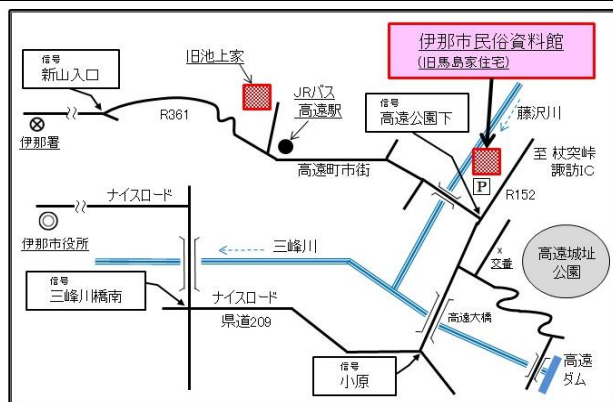 伊那市民俗資料館
(旧馬島家住宅)
信号
新山入口
旧池上家
JRバス
高遠駅
信号
高遠公園下
藤沢川
R361
伊那署
至 杖突峠
諏訪IC
高遠町市街
P
R152
ナイスロード
伊那市役所
三峰川
x
交番
高遠城址
公園
信号
三峰川橋南
ナイスロード
県道209
高遠大橋
信号
小原
高遠
ダム